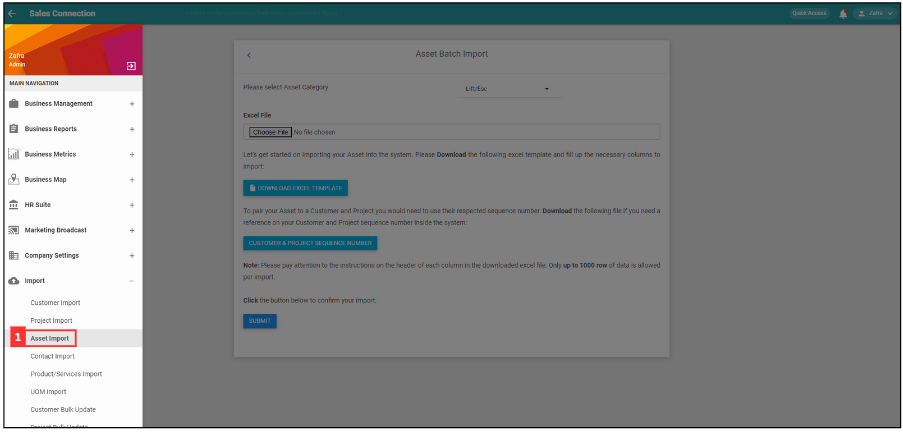 Sales Connection
Quick Access
Zafra
Zafra
Admin
MAIN NAVIGATION
Business Management
Business Reports
Business Metrics
Business Map
HR Suite
Marketing Broadcast
Company Settings
Import
Customer Import
Project Import
1 Asset Import
Contact Import
Product/Services Import
UOM Import
Customer Bulk Update
Project Bulk Update
Asset Batch Import
Please select Asset Category
Lift/Esc
Excel File
Choose File No file chosen
Let's get started on importing your Asset into the system. Please Download the following excel template and fill up the necessary columns to
import:
DOWNLOAD EXCEL TEMPLATE
To pair your Asset to a Customer and Project you would need to use their respected sequence number. Download the following file if you need a
reference on your Customer and Project sequence number inside the system:
CUSTOMER & PROJECT SEQUENCE NUMBER
Note: Please pay attention to the instructions on the header of each column in the downloaded excel file. Only up to 1000 row of data is allowed
per import.
Click the button below to confirm your import:
SUBMIT